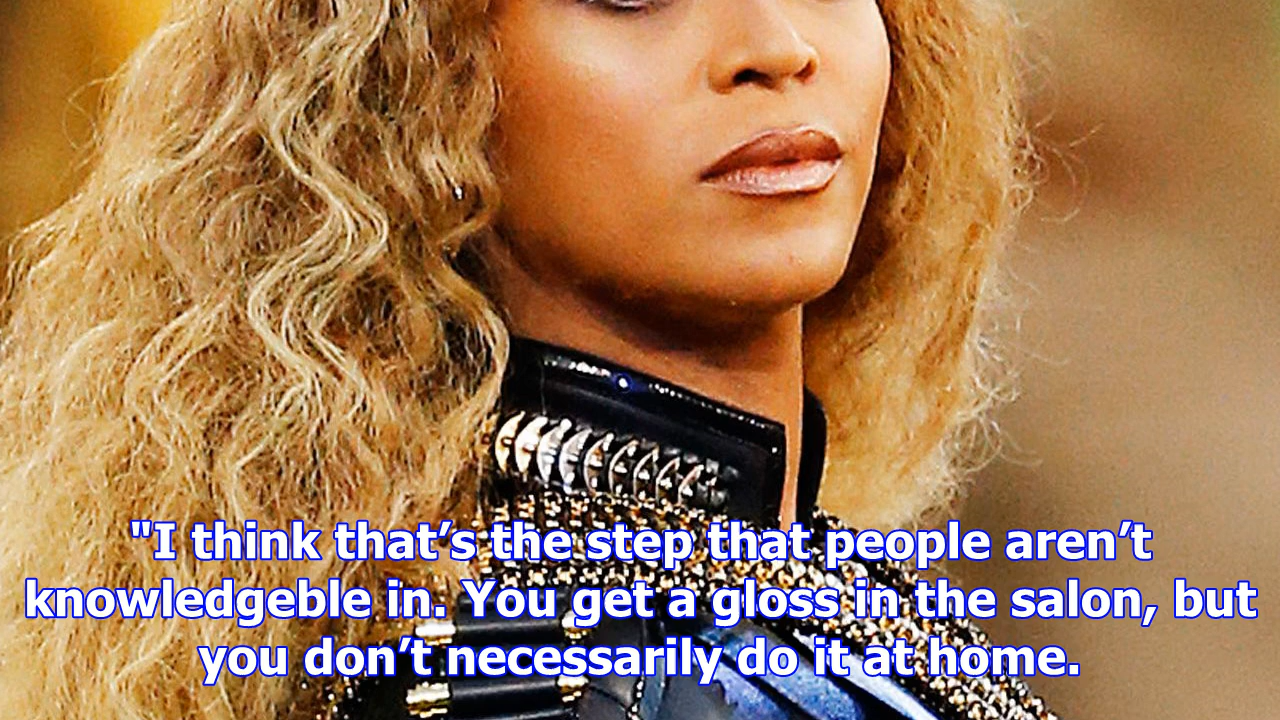 "I think that’s the step that people aren’t
knowledgeble in. You get a gloss in the salon, but
you don’t necessarily do it at home.